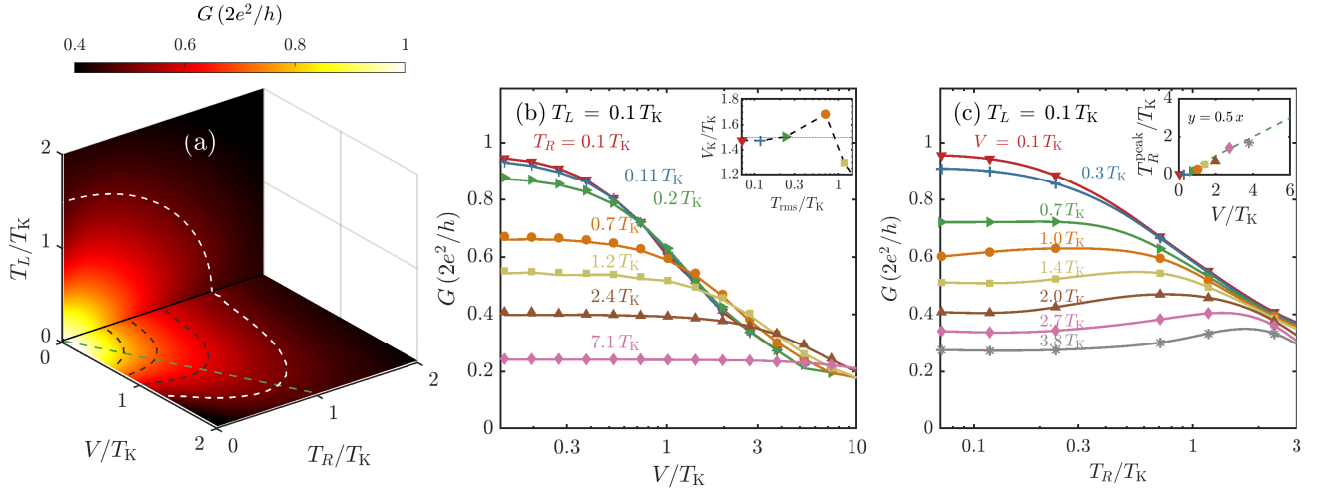 G (2e²/h)
0.4 0.6 0.8 1
(a)
2
1
0
T_L/T_K
0
1
2
V/T_K
0
1
2
T_R/T_K
(b) T_L = 0.1 T_K
T_R = 0.1 T_K
0.11 T_K
0.2 T_K
0.7 T_K
1.2 T_K
2.4 T_K
7.1 T_K
1
0.8
0.6
0.4
0.2
0
G (2e²/h)
0.3 1 3 10
V/T_K
1.8
1.6
1.4
1.2
V_K/T_K
0.1 0.3 1
T_rms/T_K
(c) T_L = 0.1 T_K
V = 0.1 T_K
0.3 T_K
0.7 T_K
1.0 T_K
1.4 T_K
2.0 T_K
2.7 T_K
3.8 T_K
1
0.8
0.6
0.4
0.2
0
G (2e²/h)
0.1 0.3 1 3
T_R/T_K
4
2
0
T_R^peak/T_K
y = 0.5 x
0 2 4 6
V/T_K